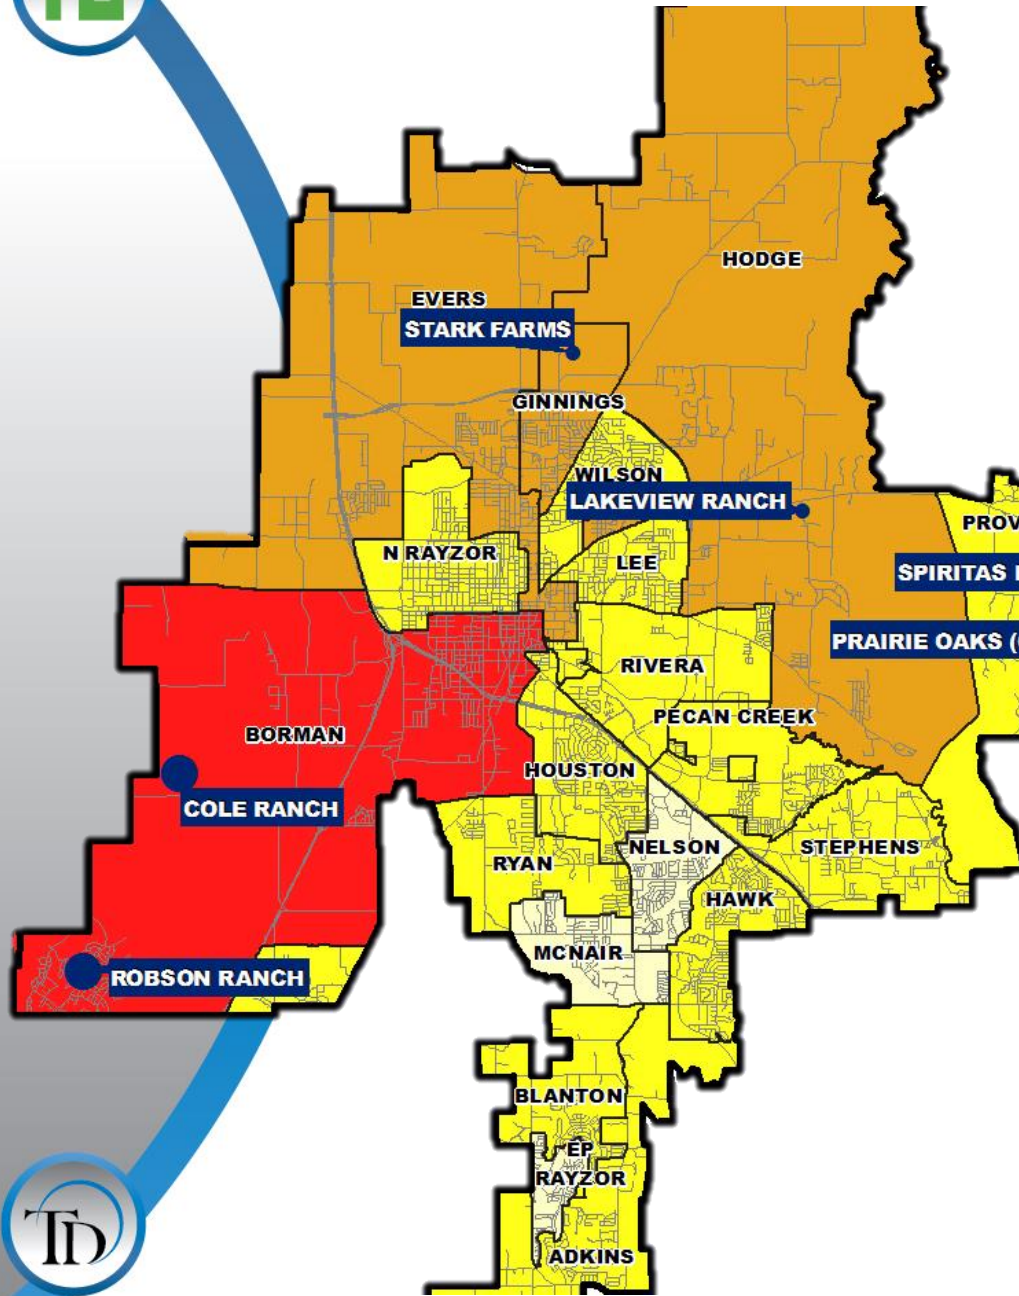 HODGE
EVERS
STARK FARMS
GINNINGS
WILSON
LAKEVIEW RANCH
PROV
N RAYZOR
LEE
SPIRITAS
PRAIRIE OAKS (
RIVERA
PECAN CREEK
BORMAN
HOUSTON
COLE RANCH
NELSON
STEPHENS
RYAN
HAWK
MCNAIR
ROBSON RANCH
BLANTON
EP
RAYZOR
TD
ADKINS